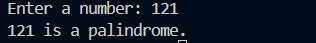 Enter a number: 121
121 is a palindrome.